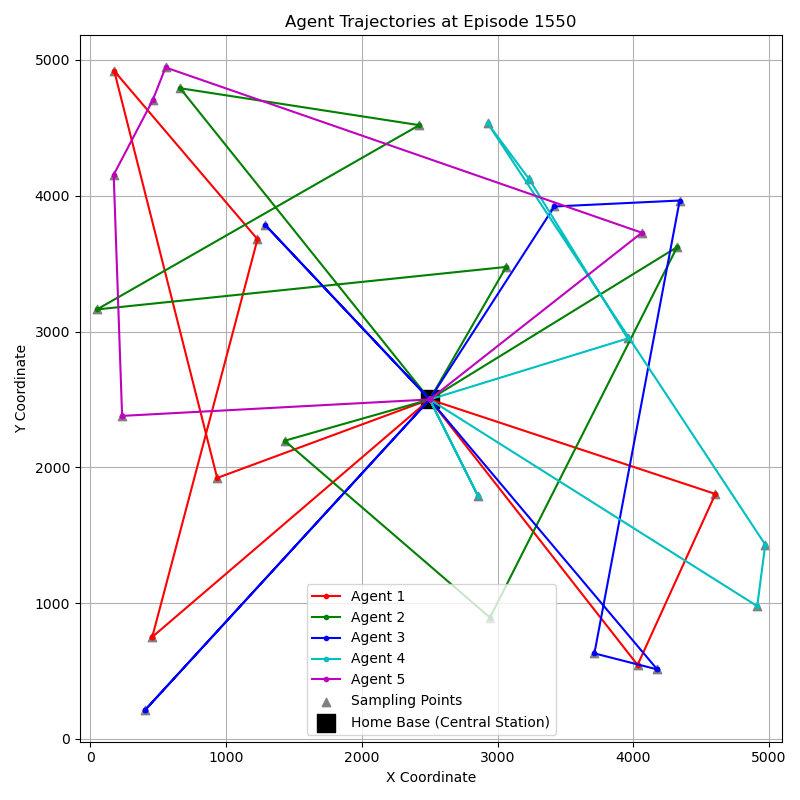 Agent Trajectories at Episode 1550
Y Coordinate
5000
4000
3000
2000
1000
0
Agent 1
Agent 2
Agent 3
Agent 4
Agent 5
Sampling Points
Home Base (Central Station)
0 1000 2000 3000 4000 5000
X Coordinate